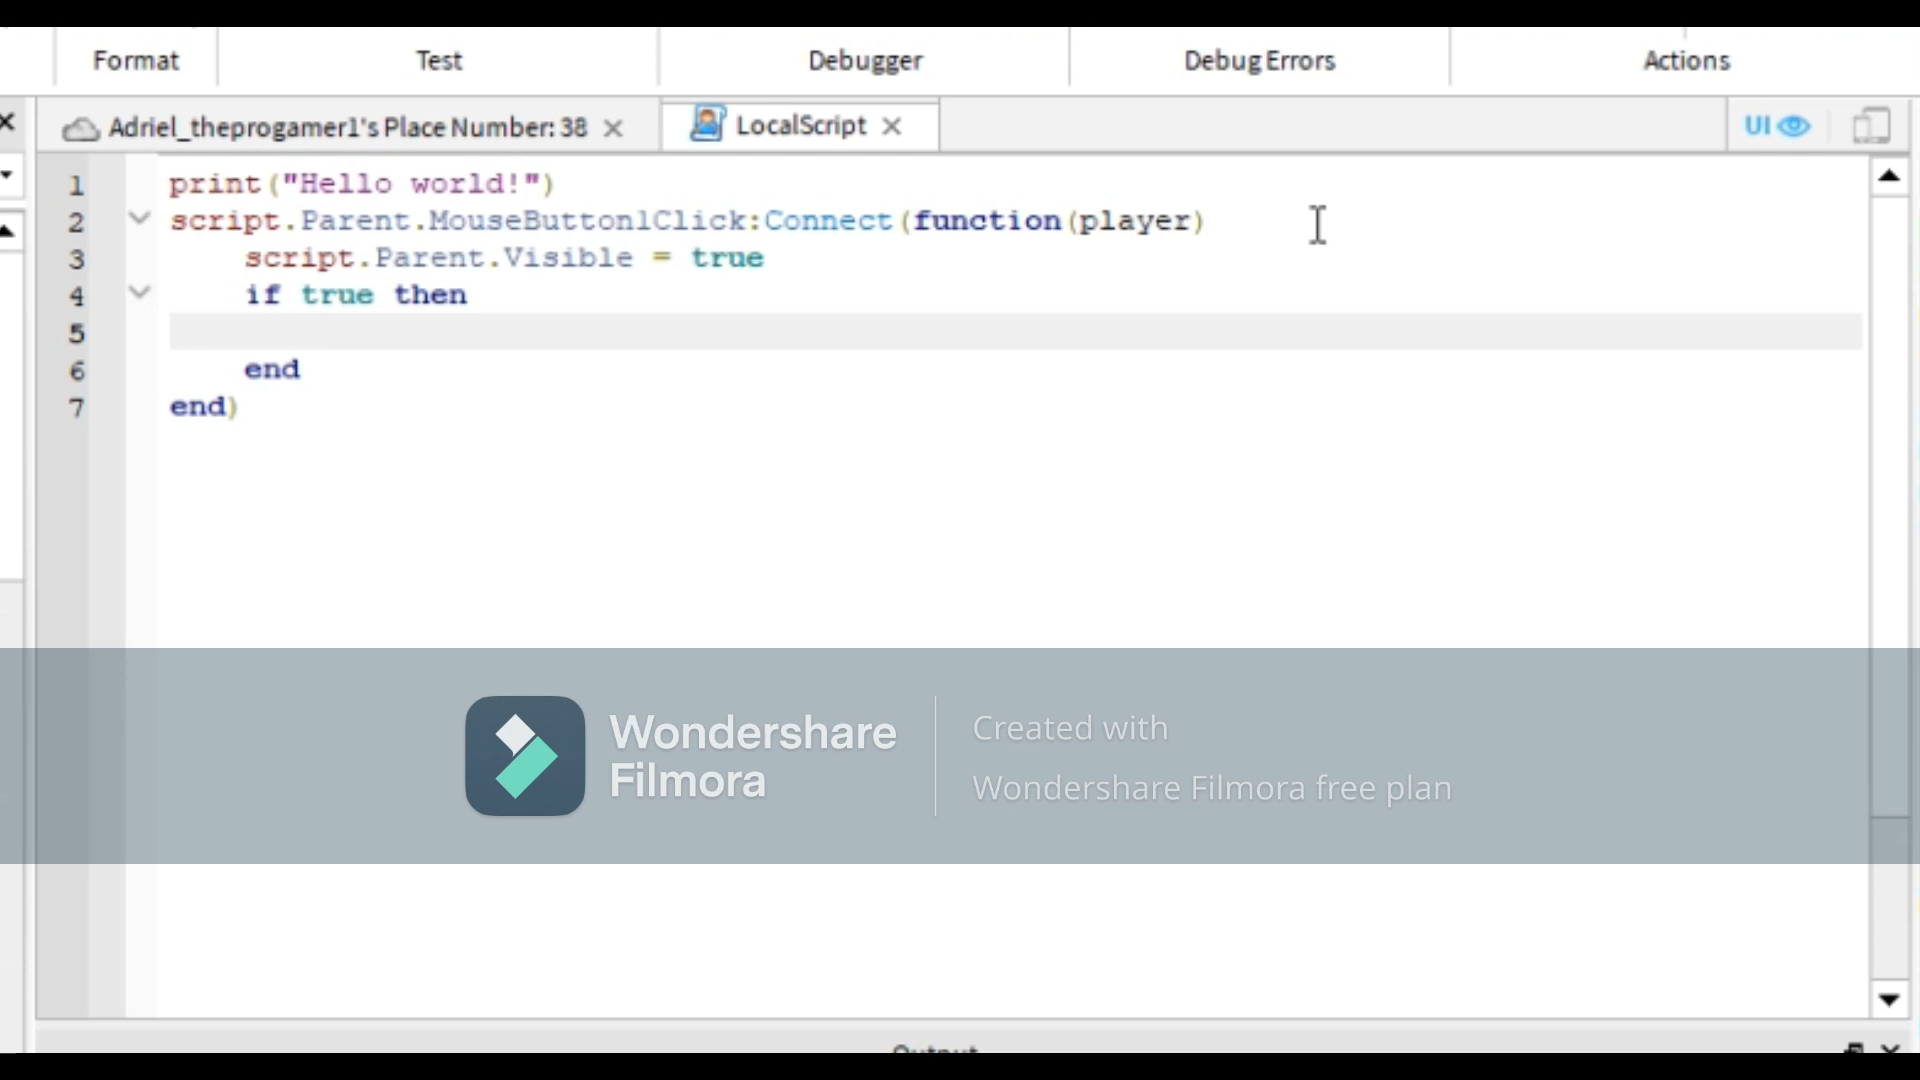 Format Test Debugger Debug Errors Actions
Adriel_theprogamer1's Place Number: 38 LocalScript UI
1 print("Hello world!")
2 script.Parent.MouseButton1Click:Connect(function(player)
3 script.Parent.Visible = true
4 if true then
5
6 end
7 end)
Wondershare
Filmora
Created with
Wondershare Filmora free plan
Output